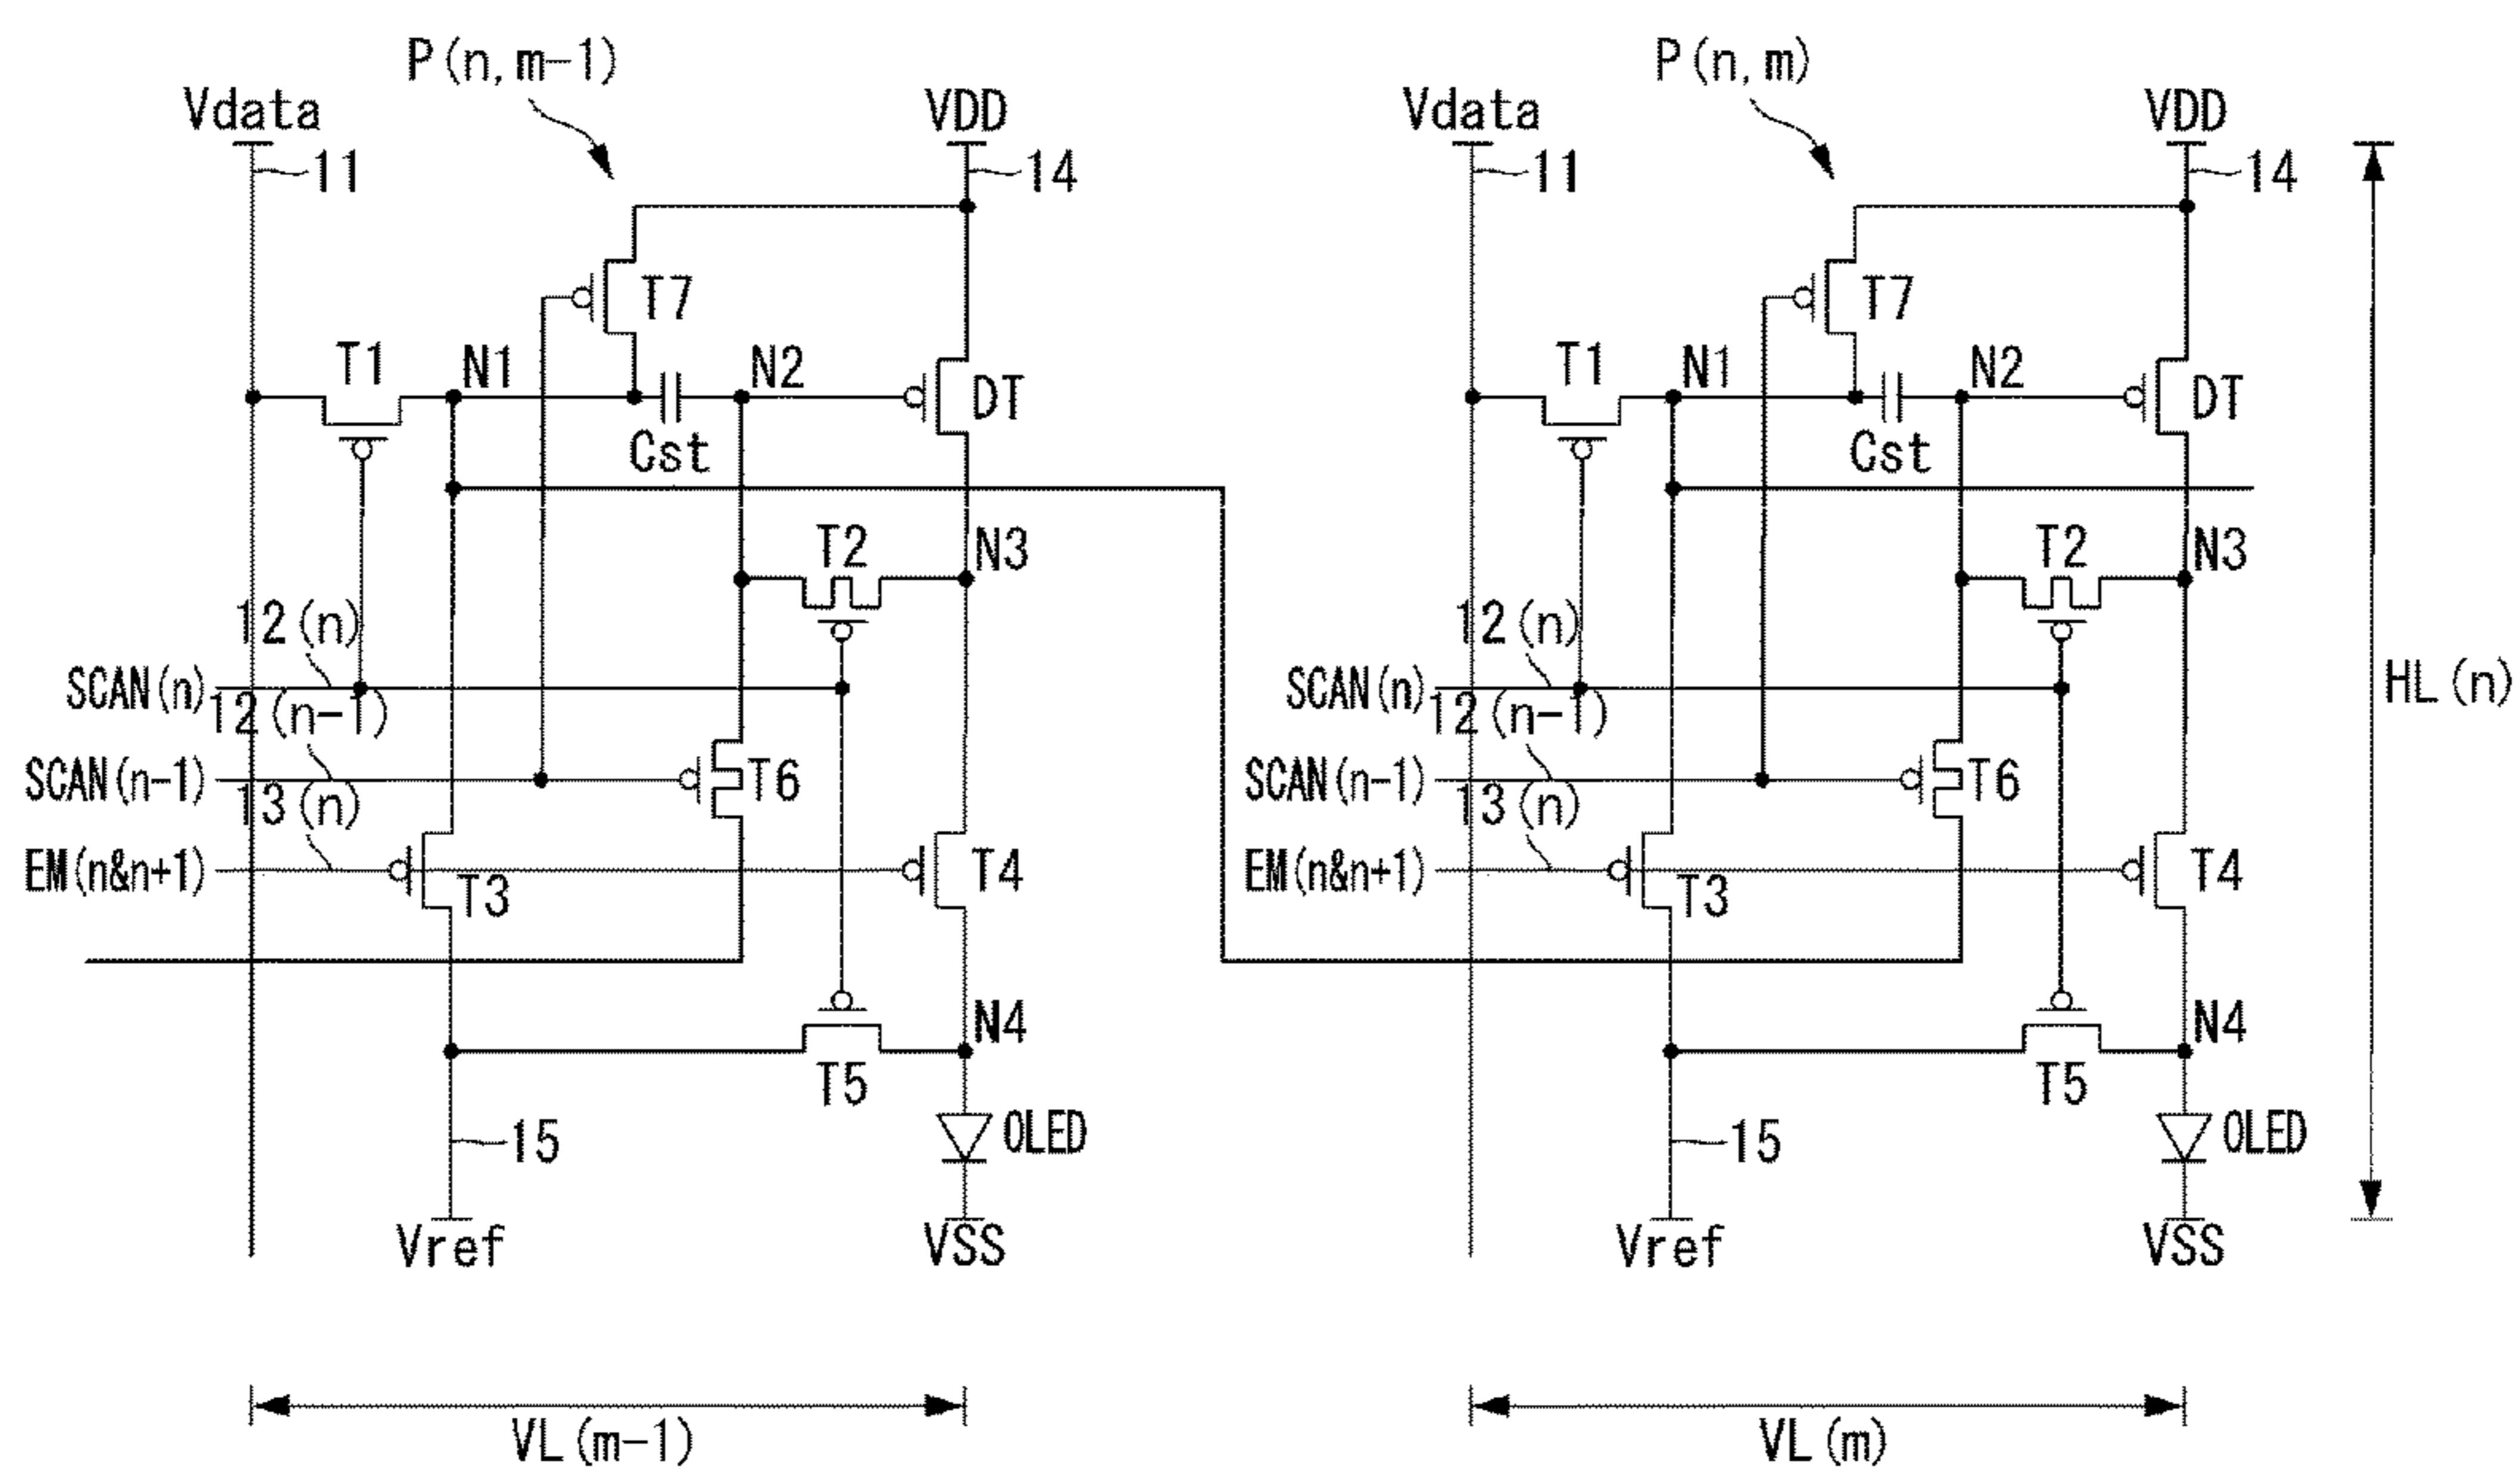 P(n,m-1)
P(n,m)
Vdata
VDD
Vdata
VDD
11
14
11
14
T7
T7
T1
N1
N2
DT
T1
N1
N2
DT
Cst
Cst
T2
N3
T2
N3
12(n)
12(n)
SCAN(n)
SCAN(n)
HL(n)
12(n-1)
12(n-1)
SCAN(n-1)
T6
SCAN(n-1)
T6
13(n)
13(n)
EM(n&n+1)
T3
T4
EM(n&n+1)
T3
T4
N4
N4
T5
T5
OLED
OLED
15
15
Vref
VSS
Vref
VSS
VL(m-1)
VL(m)